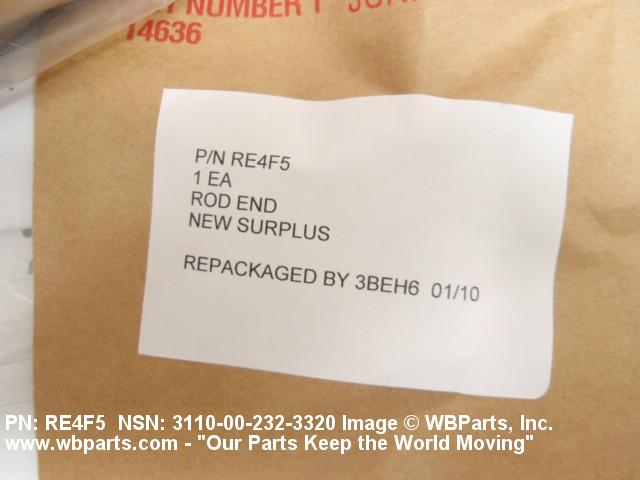 NUMBER 1
14636
P/N RE4F5
1 EA
ROD END
NEW SURPLUS
REPACKAGED BY 3BEH6 01/10
PN: RE4F5 NSN: 3110-00-232-3320 Image © WBParts, Inc.
www.wbparts.com - "Our Parts Keep the World Moving"